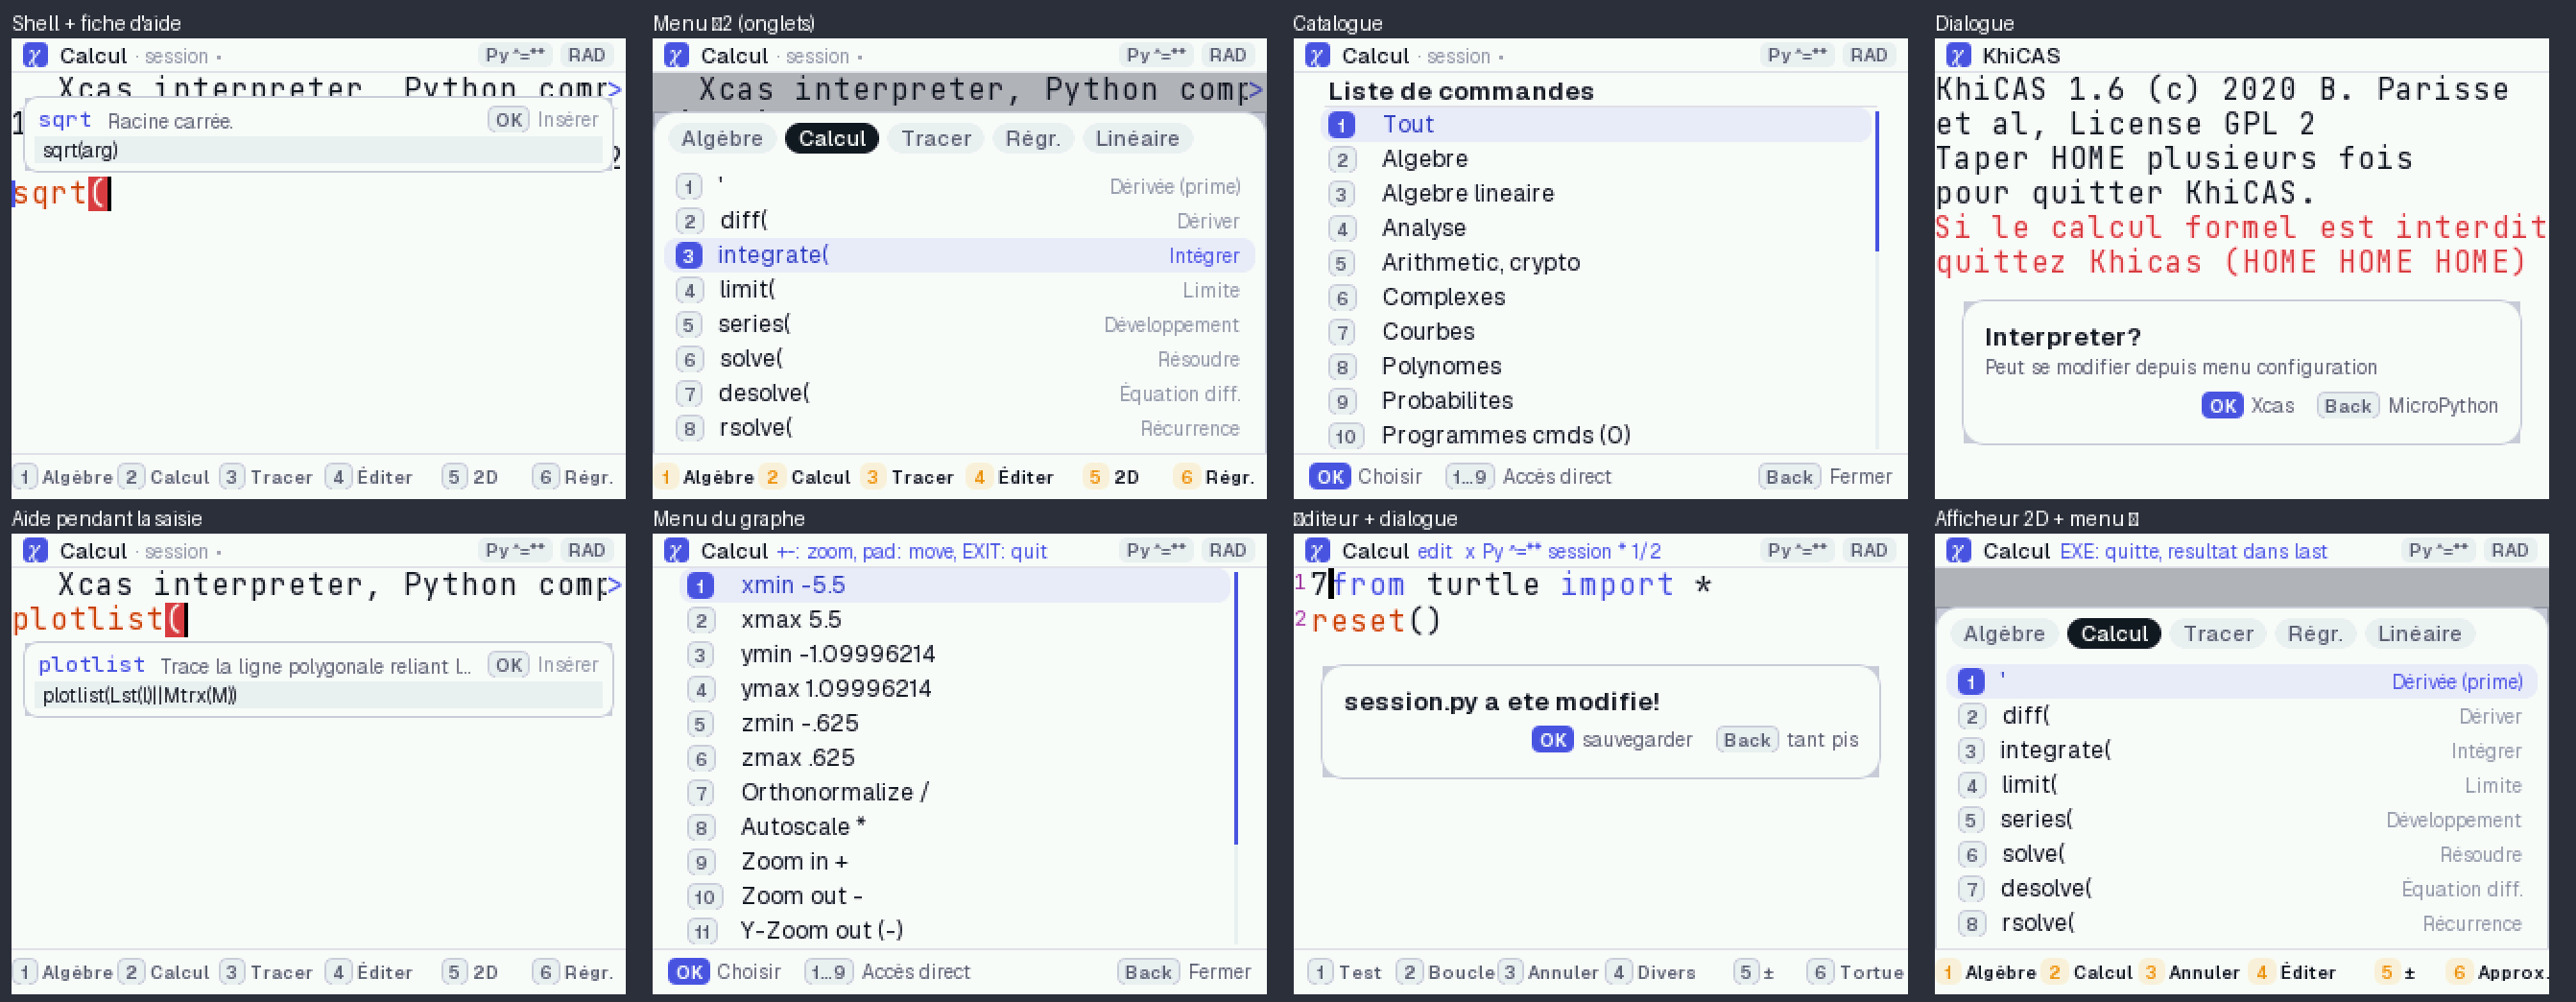 Shell + fiche d'aide
χ Calcul · session • Py ^=** RAD
Xcas interpreter, Python comp>
1
sqrt Racine carrée. OK Insérer
sqrt(arg)
2
sqrt(
1 Algèbre 2 Calcul 3 Tracer 4 Éditer 5 2D 6 Régr.
Menu 2 (onglets)
χ Calcul · session • Py ^=** RAD
Xcas interpreter, Python comp>
Algèbre Calcul Tracer Régr. Linéaire
1 ' Dérivée (prime)
2 diff( Dériver
3 integrate( Intégrer
4 limit( Limite
5 series( Développement
6 solve( Résoudre
7 desolve( Équation diff.
8 rsolve( Récurrence
1 Algèbre 2 Calcul 3 Tracer 4 Éditer 5 2D 6 Régr.
Catalogue
χ Calcul · session • Py ^=** RAD
Liste de commandes
1 Tout
2 Algebre
3 Algebre lineaire
4 Analyse
5 Arithmetic, crypto
6 Complexes
7 Courbes
8 Polynomes
9 Probabilites
10 Programmes cmds (0)
OK Choisir 1...9 Accès direct Back Fermer
Dialogue
χ KhiCAS
KhiCAS 1.6 (c) 2020 B. Parisse
et al, License GPL 2
Taper HOME plusieurs fois
pour quitter KhiCAS.
Si le calcul formel est interdit
quittez Khicas (HOME HOME HOME)
Interpreter?
Peut se modifier depuis menu configuration
OK Xcas Back MicroPython
Aide pendant la saisie
χ Calcul · session • Py ^=** RAD
Xcas interpreter, Python comp>
plotlist(
plotlist Trace la ligne polygonale reliant l... OK Insérer
plotlist(Lst(l)||Mtrx(M))
1 Algèbre 2 Calcul 3 Tracer 4 Éditer 5 2D 6 Régr.
Menu du graphe
χ Calcul +-: zoom, pad: move, EXIT: quit Py ^=** RAD
1 xmin -5.5
2 xmax 5.5
3 ymin -1.09996214
4 ymax 1.09996214
5 zmin -.625
6 zmax .625
7 Orthonormalize /
8 Autoscale *
9 Zoom in +
10 Zoom out -
11 Y-Zoom out (-)
OK Choisir 1...9 Accès direct Back Fermer
diteur + dialogue
χ Calcul edit x Py ^=** session * 1/2 Py ^=** RAD
1 7from turtle import *
2 reset()
session.py a ete modifie!
OK sauvegarder Back tant pis
1 Test 2 Boucle 3 Annuler 4 Divers 5 ± 6 Tortue
Afficheur 2D + menu
χ Calcul EXE: quitte, resultat dans last Py ^=** RAD
Algèbre Calcul Tracer Régr. Linéaire
1 ' Dérivée (prime)
2 diff( Dériver
3 integrate( Intégrer
4 limit( Limite
5 series( Développement
6 solve( Résoudre
7 desolve( Équation diff.
8 rsolve( Récurrence
1 Algèbre 2 Calcul 3 Annuler 4 Éditer 5 ± 6 Approx.